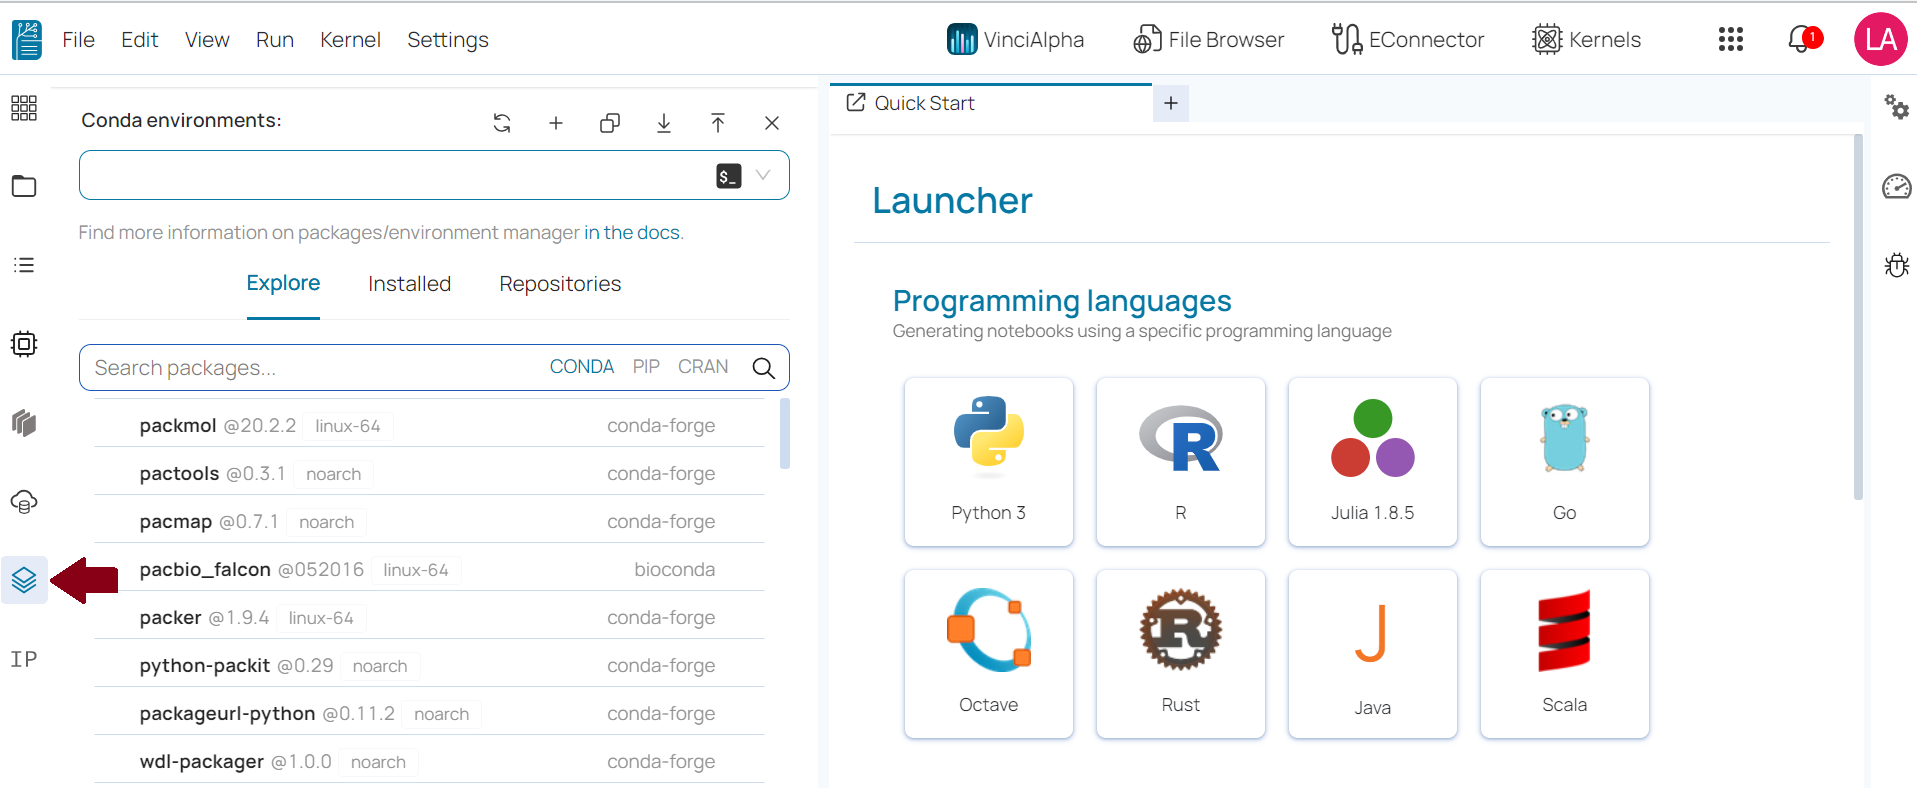 File Edit View Run Kernel Settings VinciAlpha File Browser EConnector Kernels 1 LA
Conda environments:
$_
Find more information on packages/environment manager in the docs.
Explore Installed Repositories
Search packages... CONDA PIP CRAN
packmol @20.2.2 linux-64 conda-forge
pactools @0.3.1 noarch conda-forge
pacmap @0.7.1 noarch conda-forge
pacbio_falcon @052016 linux-64 bioconda
packer @1.9.4 linux-64 conda-forge
python-packit @0.29 noarch conda-forge
packageurl-python @0.11.2 noarch conda-forge
wdl-packager @1.0.0 noarch conda-forge
IP
Quick Start +
Launcher
Programming languages
Generating notebooks using a specific programming language
R
Python 3 R Julia 1.8.5 Go
R J
Octave Rust Java Scala